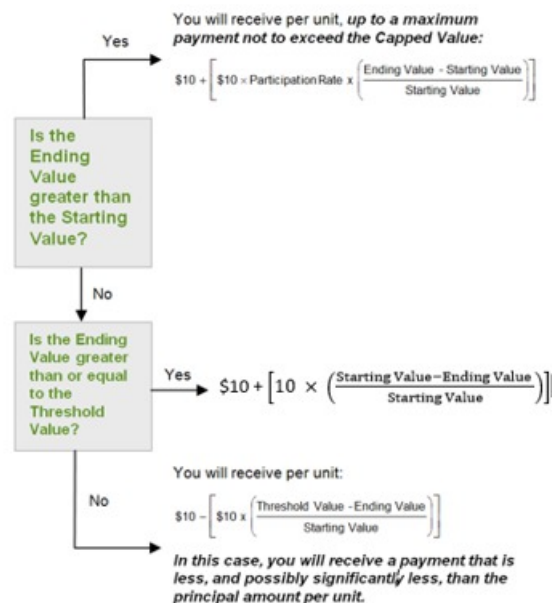 You will receive per unit, up to a maximum
payment not to exceed the Capped Value:
Yes
$10 + [$10 × Participation Rate x (Ending Value - Starting Value / Starting Value)]
Is the
Ending
Value
greater than
the Starting
Value?
No
Is the Ending
Value greater
than or equal
to the
Threshold
Value?
Yes
$10 + [10 × (Starting Value−Ending Value / Starting Value)]
You will receive per unit:
No
$10 − [$10 x (Threshold Value - Ending Value / Starting Value)]
In this case, you will receive a payment that is
less, and possibly significantly less, than the
principal amount per unit.